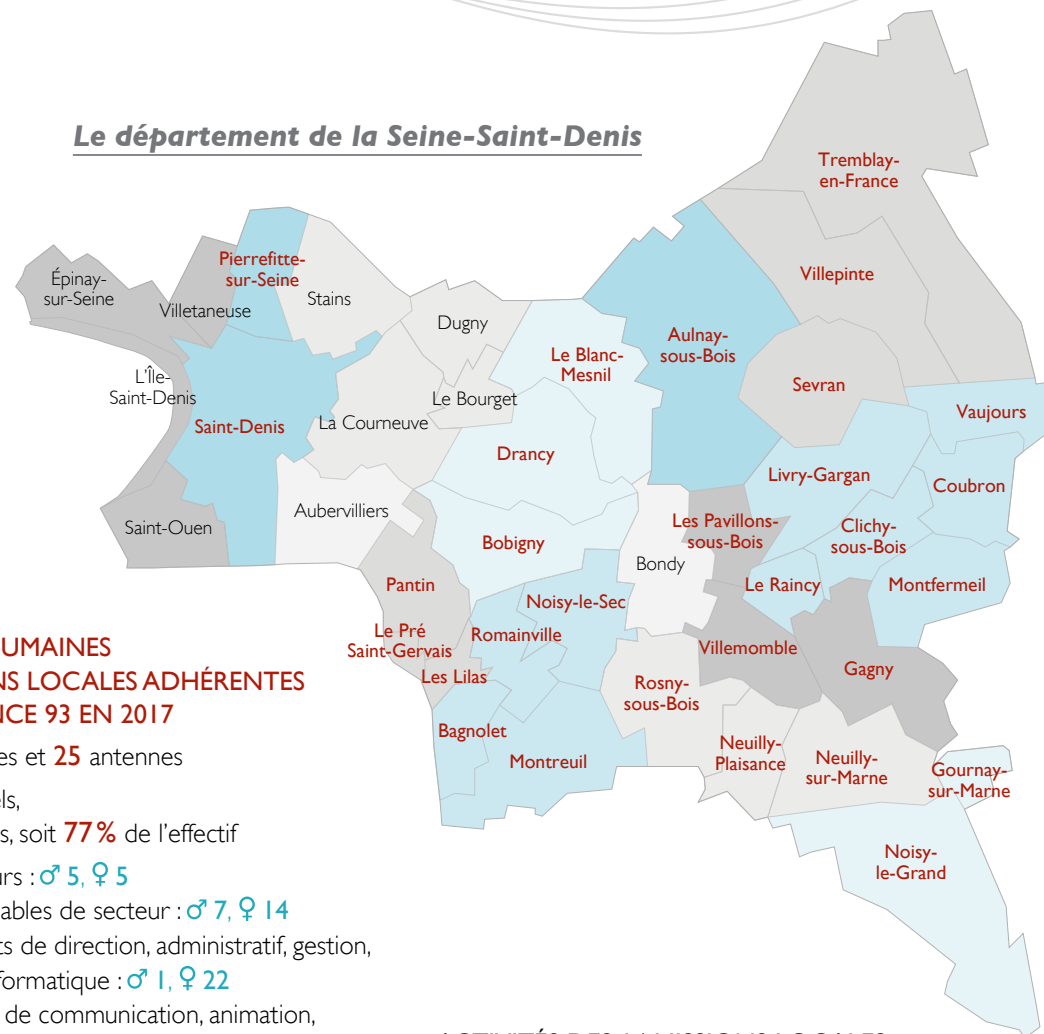 Le département de la Seine-Saint-Denis
Tremblay-
en-France
Villepinte
Épinay-
sur-Seine
Villetaneuse
Pierrefitte-
sur-Seine
Stains
Dugny
Le Blanc-
Mesnil
Aulnay-
sous-Bois
Sevran
L'Île-
Saint-Denis
Saint-Denis
La Courneuve
Le Bourget
Drancy
Vaujours
Livry-Gargan
Coubron
Saint-Ouen
Aubervilliers
Bobigny
Bondy
Les Pavillons-
sous-Bois
Clichy-
sous-Bois
Pantin
Noisy-le-Sec
Le Raincy
Montfermeil
Le Pré
Saint-Gervais
Romainville
Villemomble
Gagny
Les Lilas
Rosny-
sous-Bois
Bagnolet
Montreuil
Neuilly-
Plaisance
Neuilly-
sur-Marne
Gournay-
sur-Marne
Noisy-
le-Grand
UMAINES
NS LOCALES ADHÉRENTES
NCE 93 EN 2017
es et 25 antennes
els,
s, soit 77 % de l'effectif
urs : ♂ 5, ♀ 5
ables de secteur : ♂ 7, ♀ 14
ts de direction, administratif, gestion,
formatique : ♂ 1, ♀ 22
de communication, animation,
ACTIVITÉS DES MISSIONS LOCALES